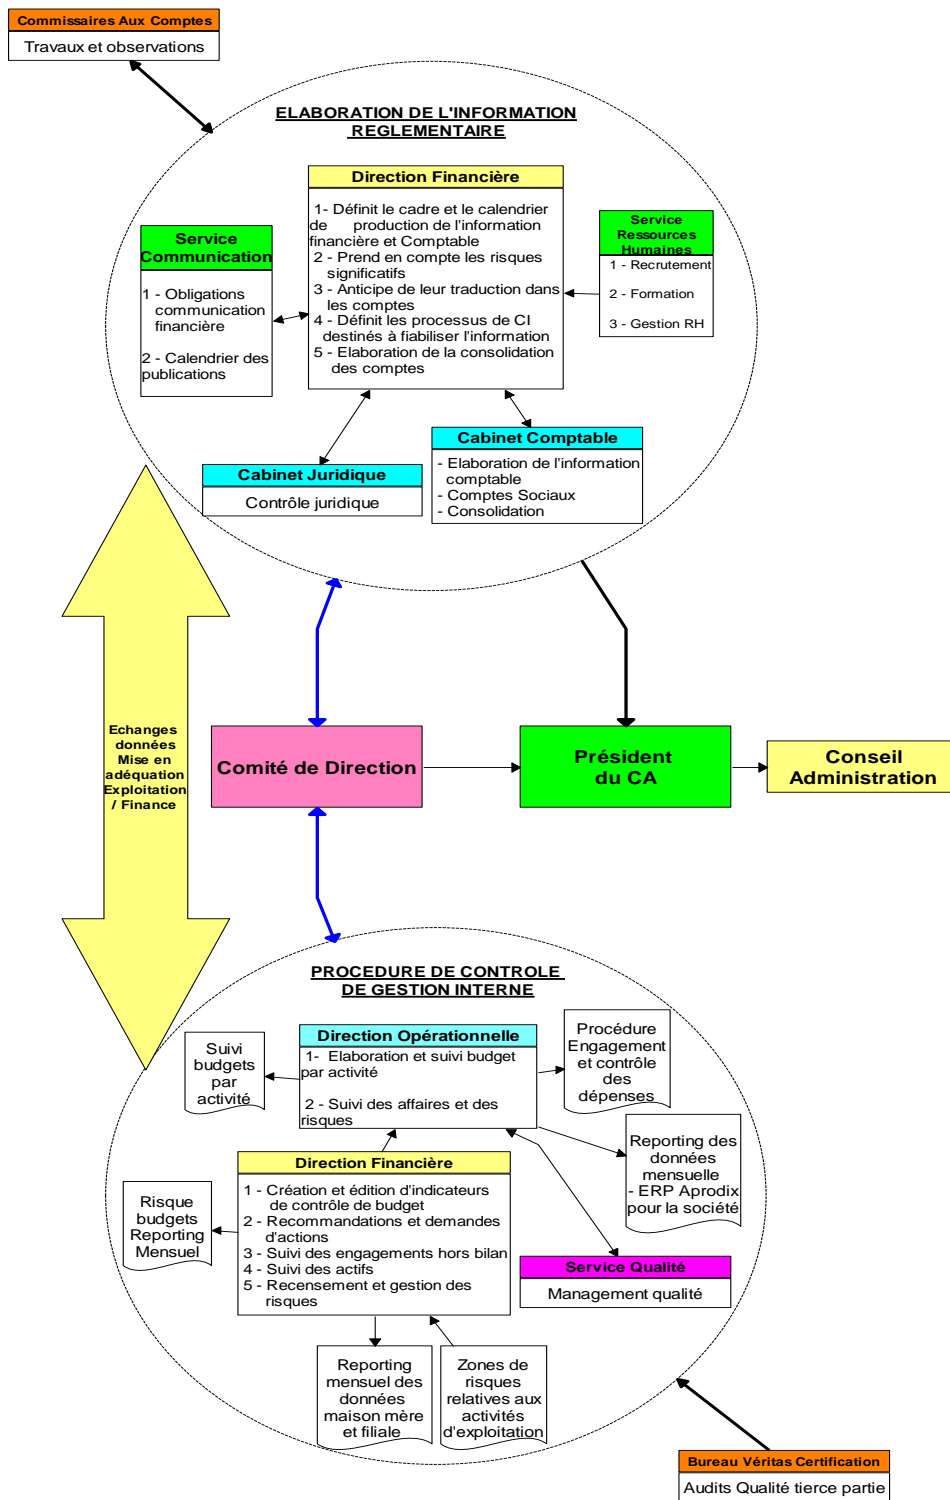 Commissaires Aux Comptes
Travaux et observations
ELABORATION DE L'INFORMATION
REGLEMENTAIRE
Direction Financière
1- Définit le cadre et le calendrier
de production de l'information
financière et Comptable
2 - Prend en compte les risques
significatifs
3 - Anticipe de leur traduction dans
les comptes
4 - Définit les processus de CI
destinés à fiabiliser l'information
5 - Elaboration de la consolidation
des comptes
Service
Communication
1 - Obligations
communication
financière
2 - Calendrier des
publications
Service
Ressources
Humaines
1 - Recrutement
2 - Formation
3 - Gestion RH
Cabinet Juridique
Contrôle juridique
Cabinet Comptable
- Elaboration de l'information
comptable
- Comptes Sociaux
- Consolidation
Echanges
données
Mise en
adéquation
Exploitation
/ Finance
Comité de Direction
Président
du CA
Conseil
Administration
PROCEDURE DE CONTROLE
DE GESTION INTERNE
Direction Opérationnelle
1- Elaboration et suivi budget
par activité
2 - Suivi des affaires et des
risques
Suivi
budgets
par
activité
Procédure
Engagement
et contrôle
des
dépenses
Reporting des
données
mensuelle
- ERP Aprodix
pour la société
Direction Financière
1 - Création et édition d'indicateurs
de contrôle de budget
2 - Recommandations et demandes
d'actions
3 - Suivi des engagements hors bilan
4 - Suivi des actifs
5 - Recensement et gestion des
risques
Risque
budgets
Reporting
Mensuel
Service Qualité
Management qualité
Reporting
mensuel des
données
maison mère
et filiale
Zones de
risques
relatives aux
activités
d'exploitation
Bureau Véritas Certification
Audits Qualité tierce partie